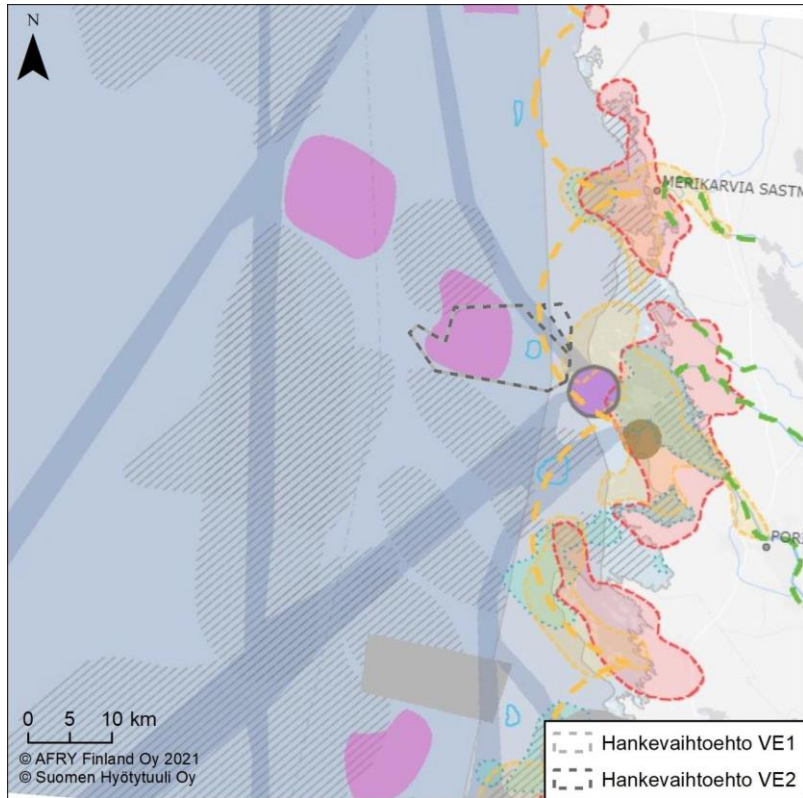 N
MERIKARVIA SASTM
PORI
0 5 10 km
© AFRY Finland Oy 2021
© Suomen Hyötytuuli Oy
Hankevaihtoehto VE1
Hankevaihtoehto VE2